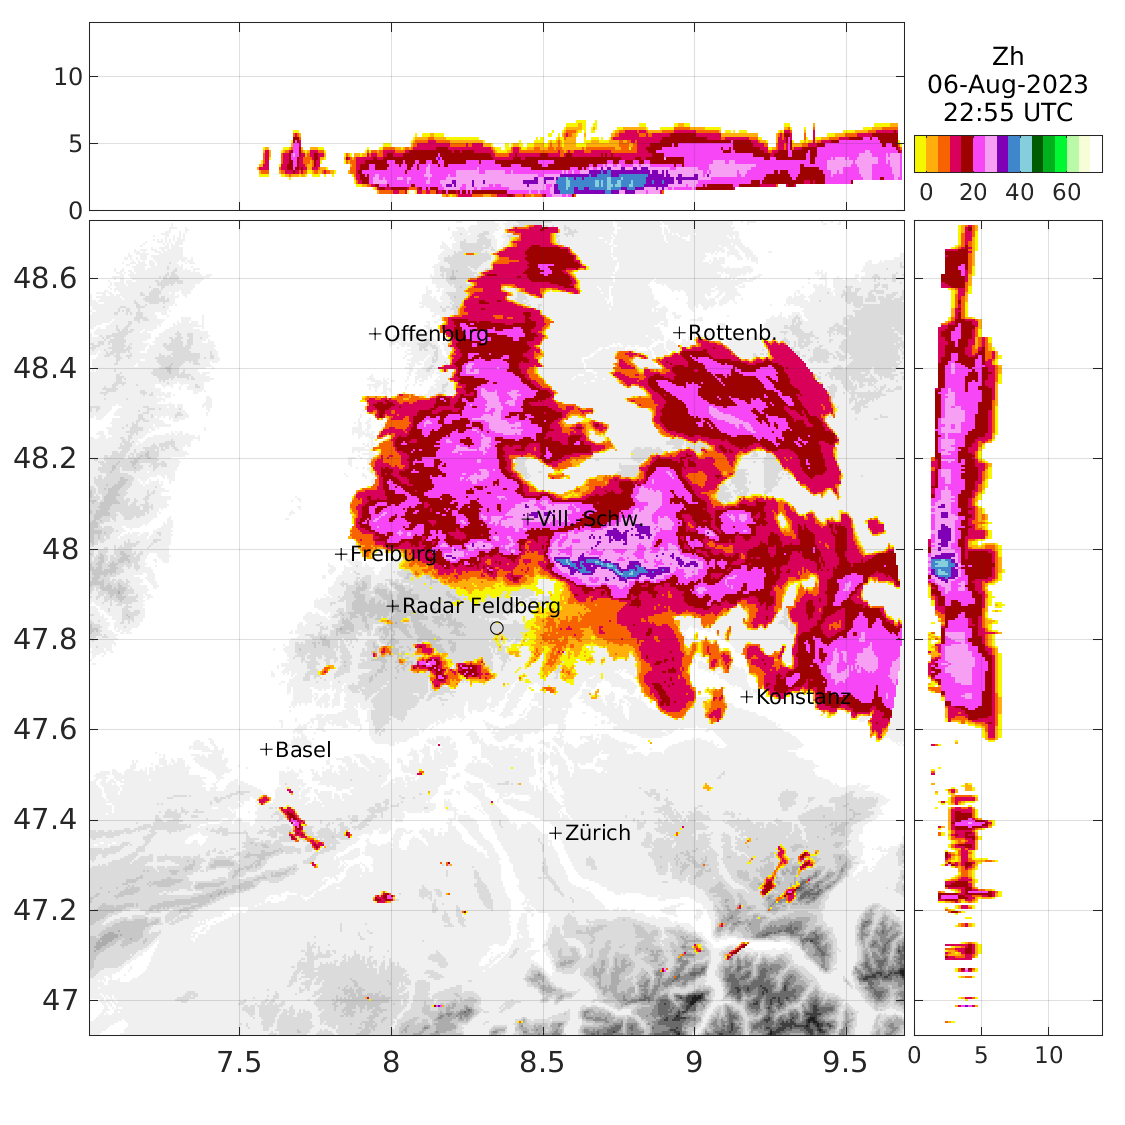 10
5
0
Zh
06-Aug-2023
22:55 UTC
0 20 40 60
48.6
48.4
48.2
48
47.8
47.6
47.4
47.2
47
+Offenburg
+Rottenb.
+Vill.-Schw.
+Freiburg
+Radar Feldberg
+Konstanz
+Basel
+Zürich
7.5 8 8.5 9 9.5
0 5 10